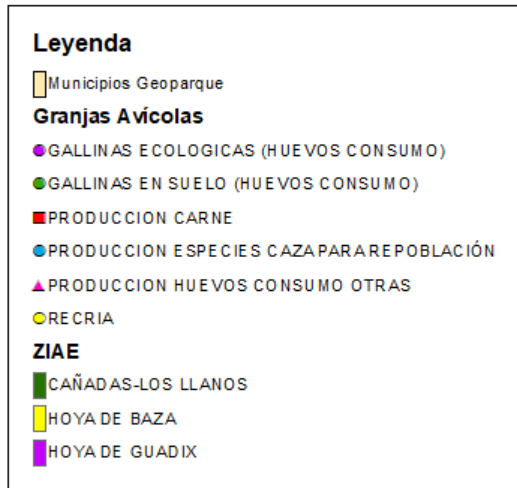 Leyenda
Municipios Geoparque
Granjas Avícolas
GALLINAS ECOLOGICAS (HUEVOS CONSUMO)
GALLINAS EN SUELO (HUEVOS CONSUMO)
PRODUCCION CARNE
PRODUCCION ESPECIES CAZA PARA REPOBLACIÓN
PRODUCCION HUEVOS CONSUMO OTRAS
RECRIA
ZIAE
CAÑADAS-LOS LLANOS
HOYA DE BAZA
HOYA DE GUADIX